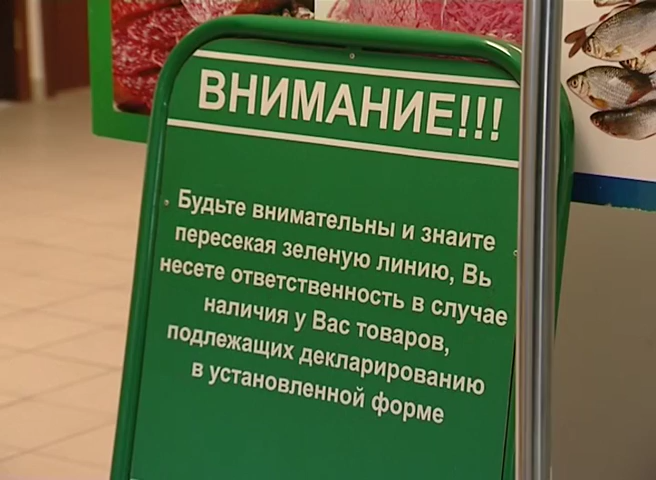 ВНИМАНИЕ!!!
Будьте внимательны и знаите
пересекая зеленую линию, Вь
несете ответственность в случае
наличия у Вас товаров,
подлежащих декларированию
в установленной форме